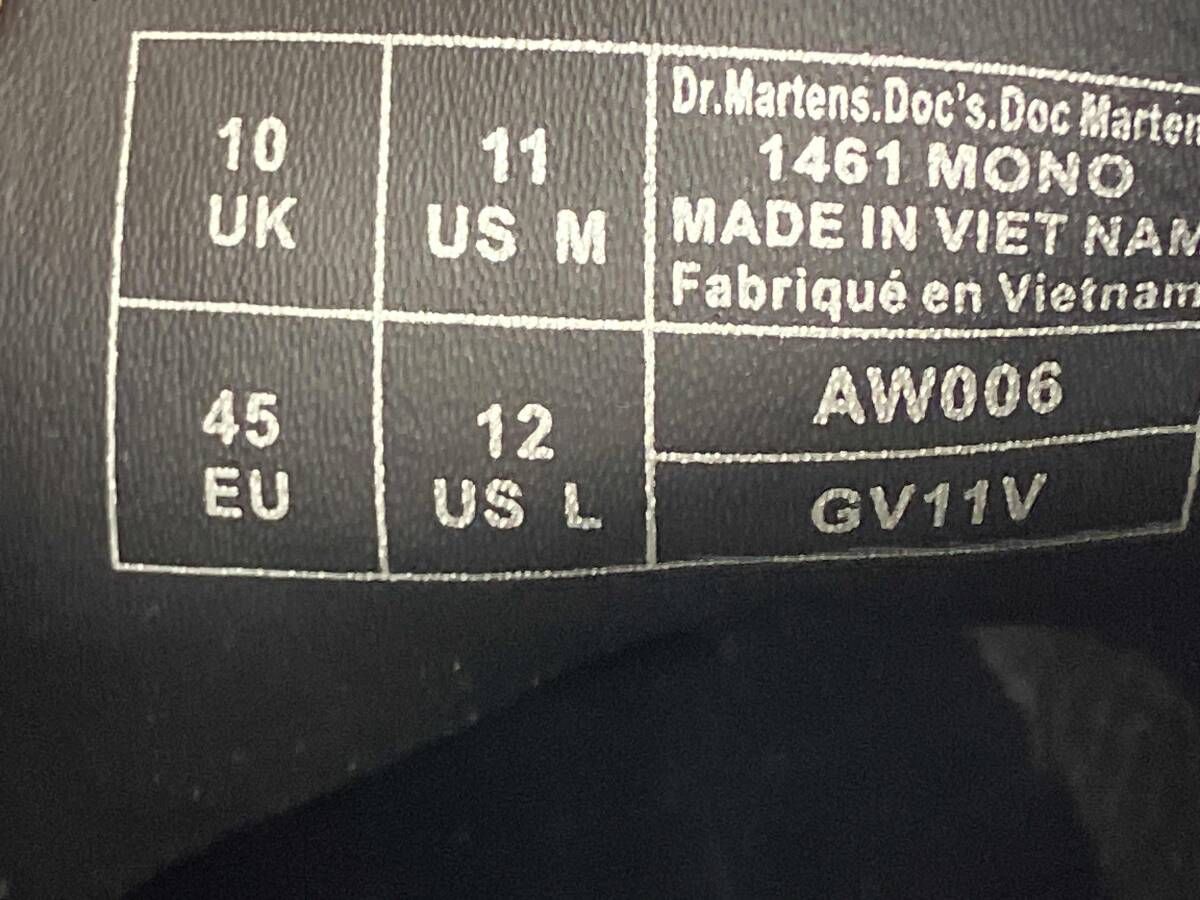 10
UK
11
US M
Dr.Martens.Doc's.Doc Marten
1461 MONO
MADE IN VIET NAM
Fabriqué en Vietnam
45
EU
12
US L
AW006
GV11V